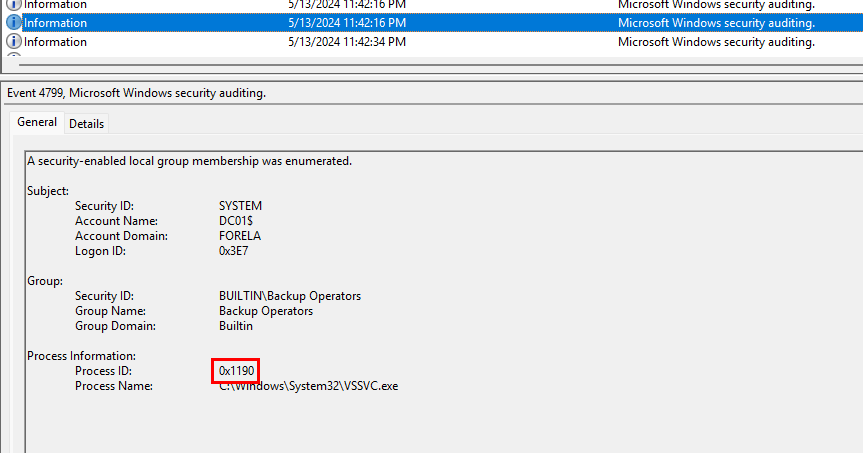 Information 5/13/2024 11:42:16 PM Microsoft Windows security auditing.
Information 5/13/2024 11:42:16 PM Microsoft Windows security auditing.
Information 5/13/2024 11:42:34 PM Microsoft Windows security auditing.
Event 4799, Microsoft Windows security auditing.
General Details
A security-enabled local group membership was enumerated.
Subject:
Security ID: SYSTEM
Account Name: DC01$
Account Domain: FORELA
Logon ID: 0x3E7
Group:
Security ID: BUILTIN\Backup Operators
Group Name: Backup Operators
Group Domain: Builtin
Process Information:
Process ID: 0x1190
Process Name: C:\Windows\System32\VSSVC.exe